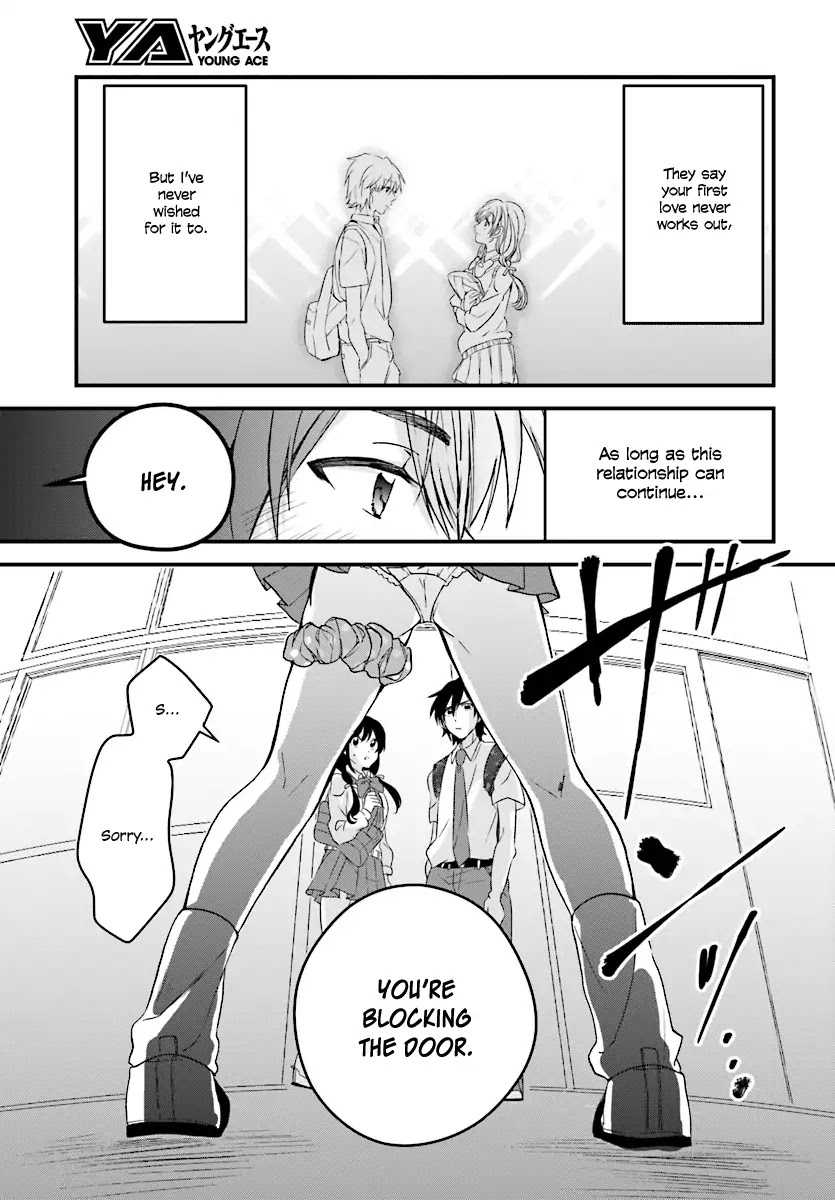 YA ヤングエース
YOUNG ACE
They say
your first
love never
works out,
But I've
never
wished
for it to.
As long as this
relationship can
continue...
HEY.
S...
Sorry...
YOU'RE
BLOCKING
THE DOOR.